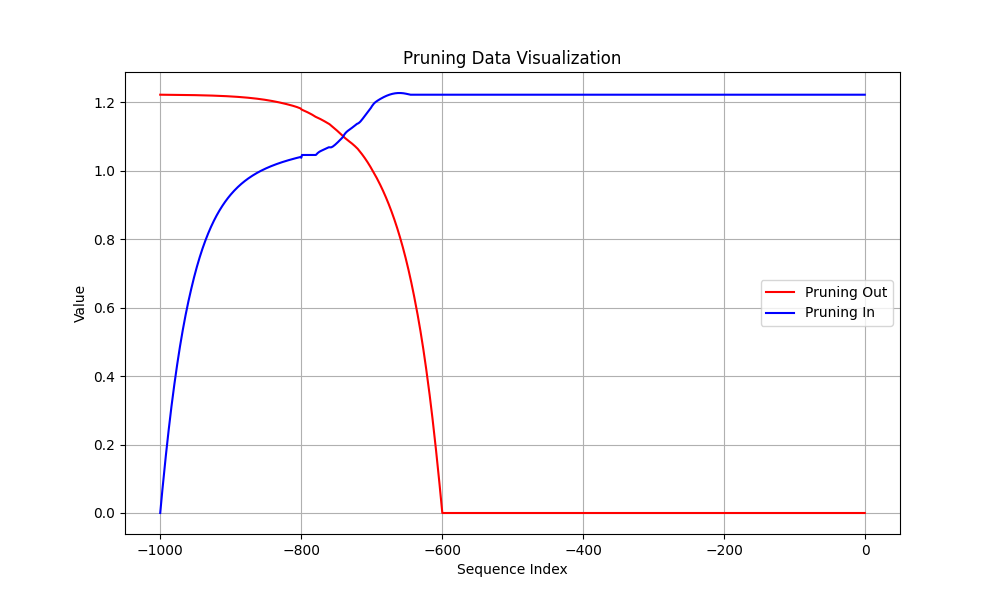 Pruning Data Visualization
Value
1.2
1.0
0.8
0.6
0.4
0.2
0.0
Pruning Out
Pruning In
−1000 −800 −600 −400 −200 0
Sequence Index